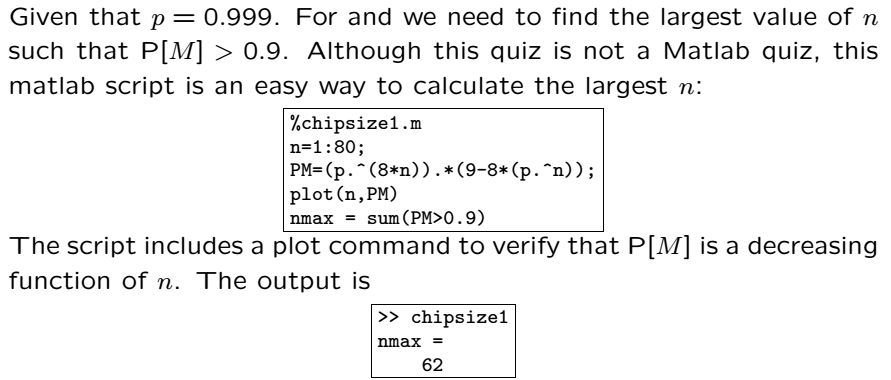 Given that p = 0.999. For and we need to find the largest value of n
such that P[M] > 0.9. Although this quiz is not a Matlab quiz, this
matlab script is an easy way to calculate the largest n:
%chipsize1.m
n=1:80;
PM=(p.^(8*n)).*(9-8*(p.^n));
plot(n,PM)
nmax = sum(PM>0.9)
The script includes a plot command to verify that P[M] is a decreasing
function of n. The output is
>> chipsize1
nmax =
62